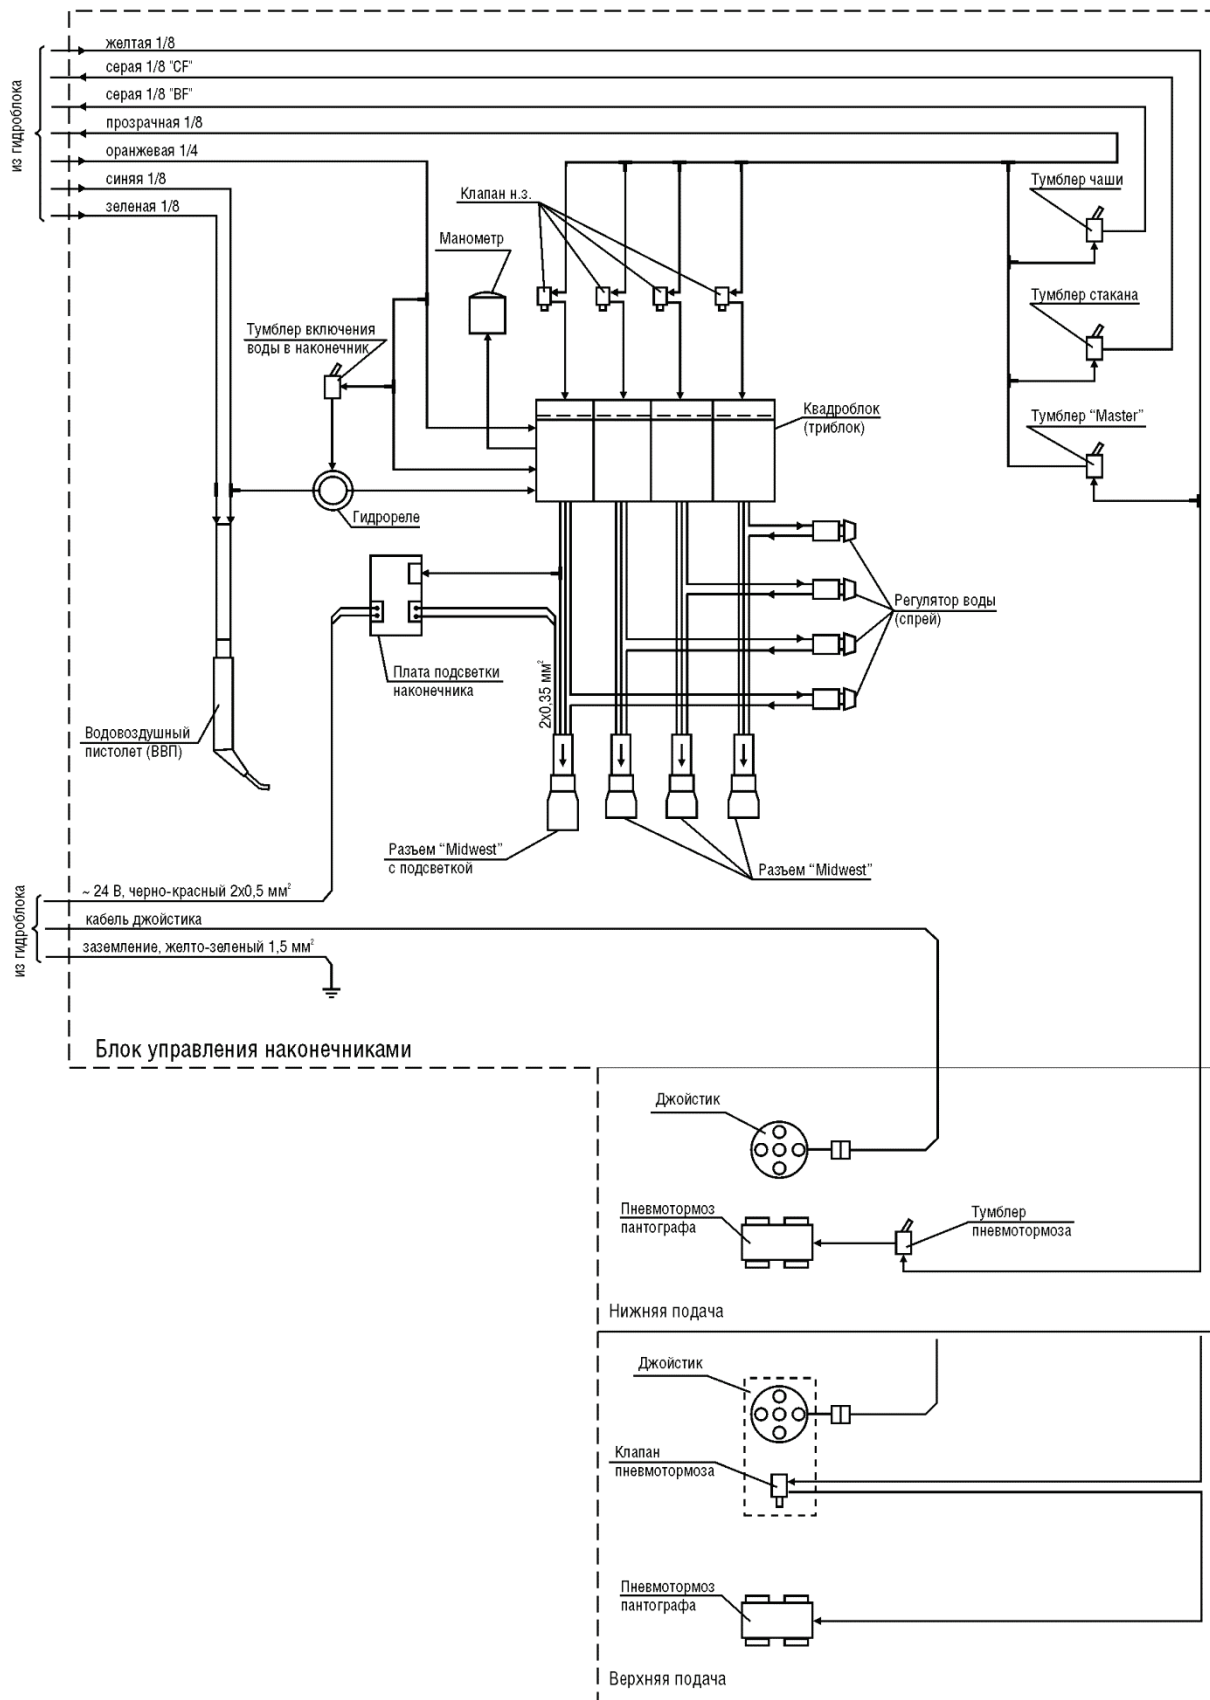 желтая 1/8
серая 1/8 "CF"
серая 1/8 "BF"
прозрачная 1/8
оранжевая 1/4
синяя 1/8
зеленая 1/8
из гидроблока
Клапан н.з.
Манометр
Тумблер включения
воды в наконечник
Тумблер чаши
Тумблер стакана
Тумблер “Master”
Квадроблок
(триблок)
Гидрореле
Регулятор воды
(спрей)
Плата подсветки
наконечника
2х0,35 мм²
Водовоздушный
пистолет (ВВП)
Разъем “Midwest”
с подсветкой
Разъем “Midwest”
из гидроблока
~ 24 В, черно-красный 2х0,5 мм²
кабель джойстика
заземление, желто-зеленый 1,5 мм²
Блок управления наконечниками
Джойстик
Пневмотормоз
пантографа
Тумблер
пневмотормоза
Нижняя подача
Джойстик
Клапан
пневмотормоза
Пневмотормоз
пантографа
Верхняя подача